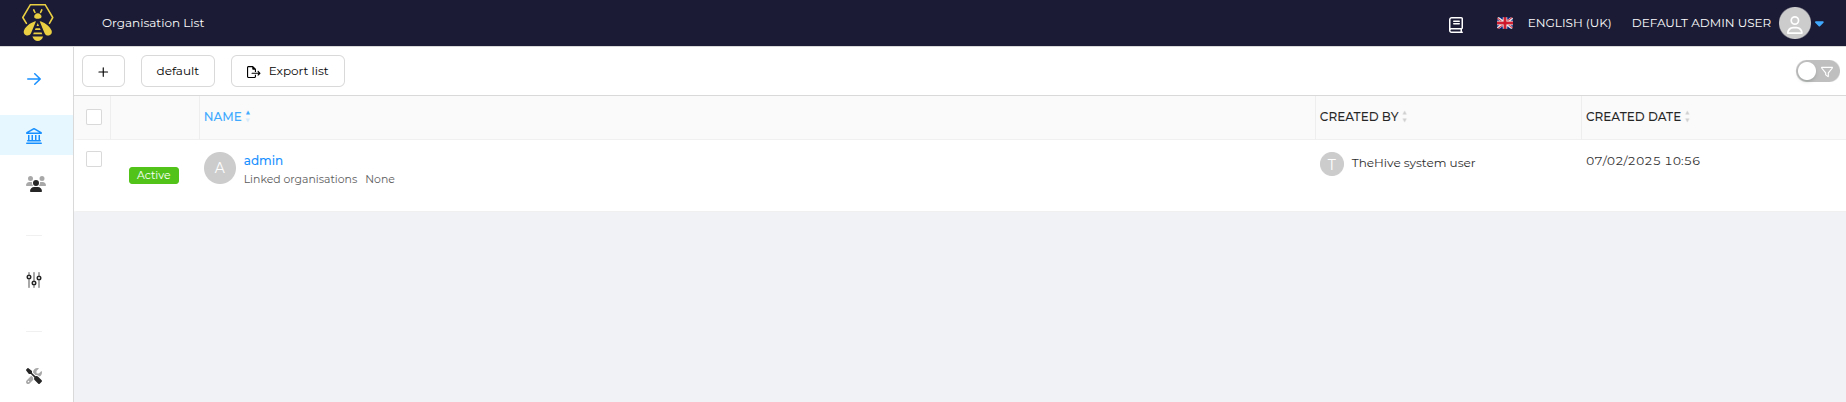 Organisation List
ENGLISH (UK)
DEFAULT ADMIN USER
+
default
Export list
NAME
CREATED BY
CREATED DATE
Active
A
admin
Linked organisations None
T
TheHive system user
07/02/2025 10:56